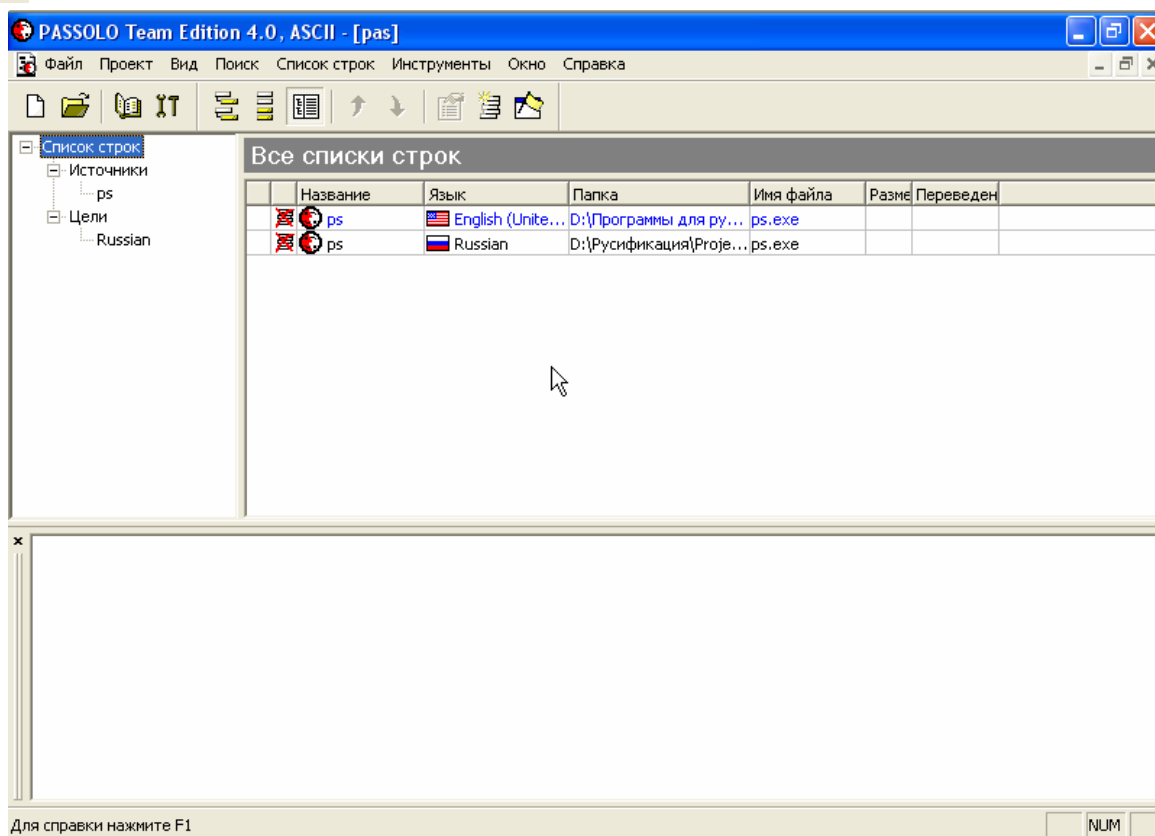 PASSOLO Team Edition 4.0, ASCII - [pas]
Файл Проект Вид Поиск Список строк Инструменты Окно Справка
Список строк
Источники
ps
Цели
Russian
Все списки строк
Название Язык Папка Имя файла Разме Переведен
ps English (Unite... D:\Программы для ру... ps.exe
ps Russian D:\Русификация\Proje... ps.exe
Для справки нажмите F1
NUM